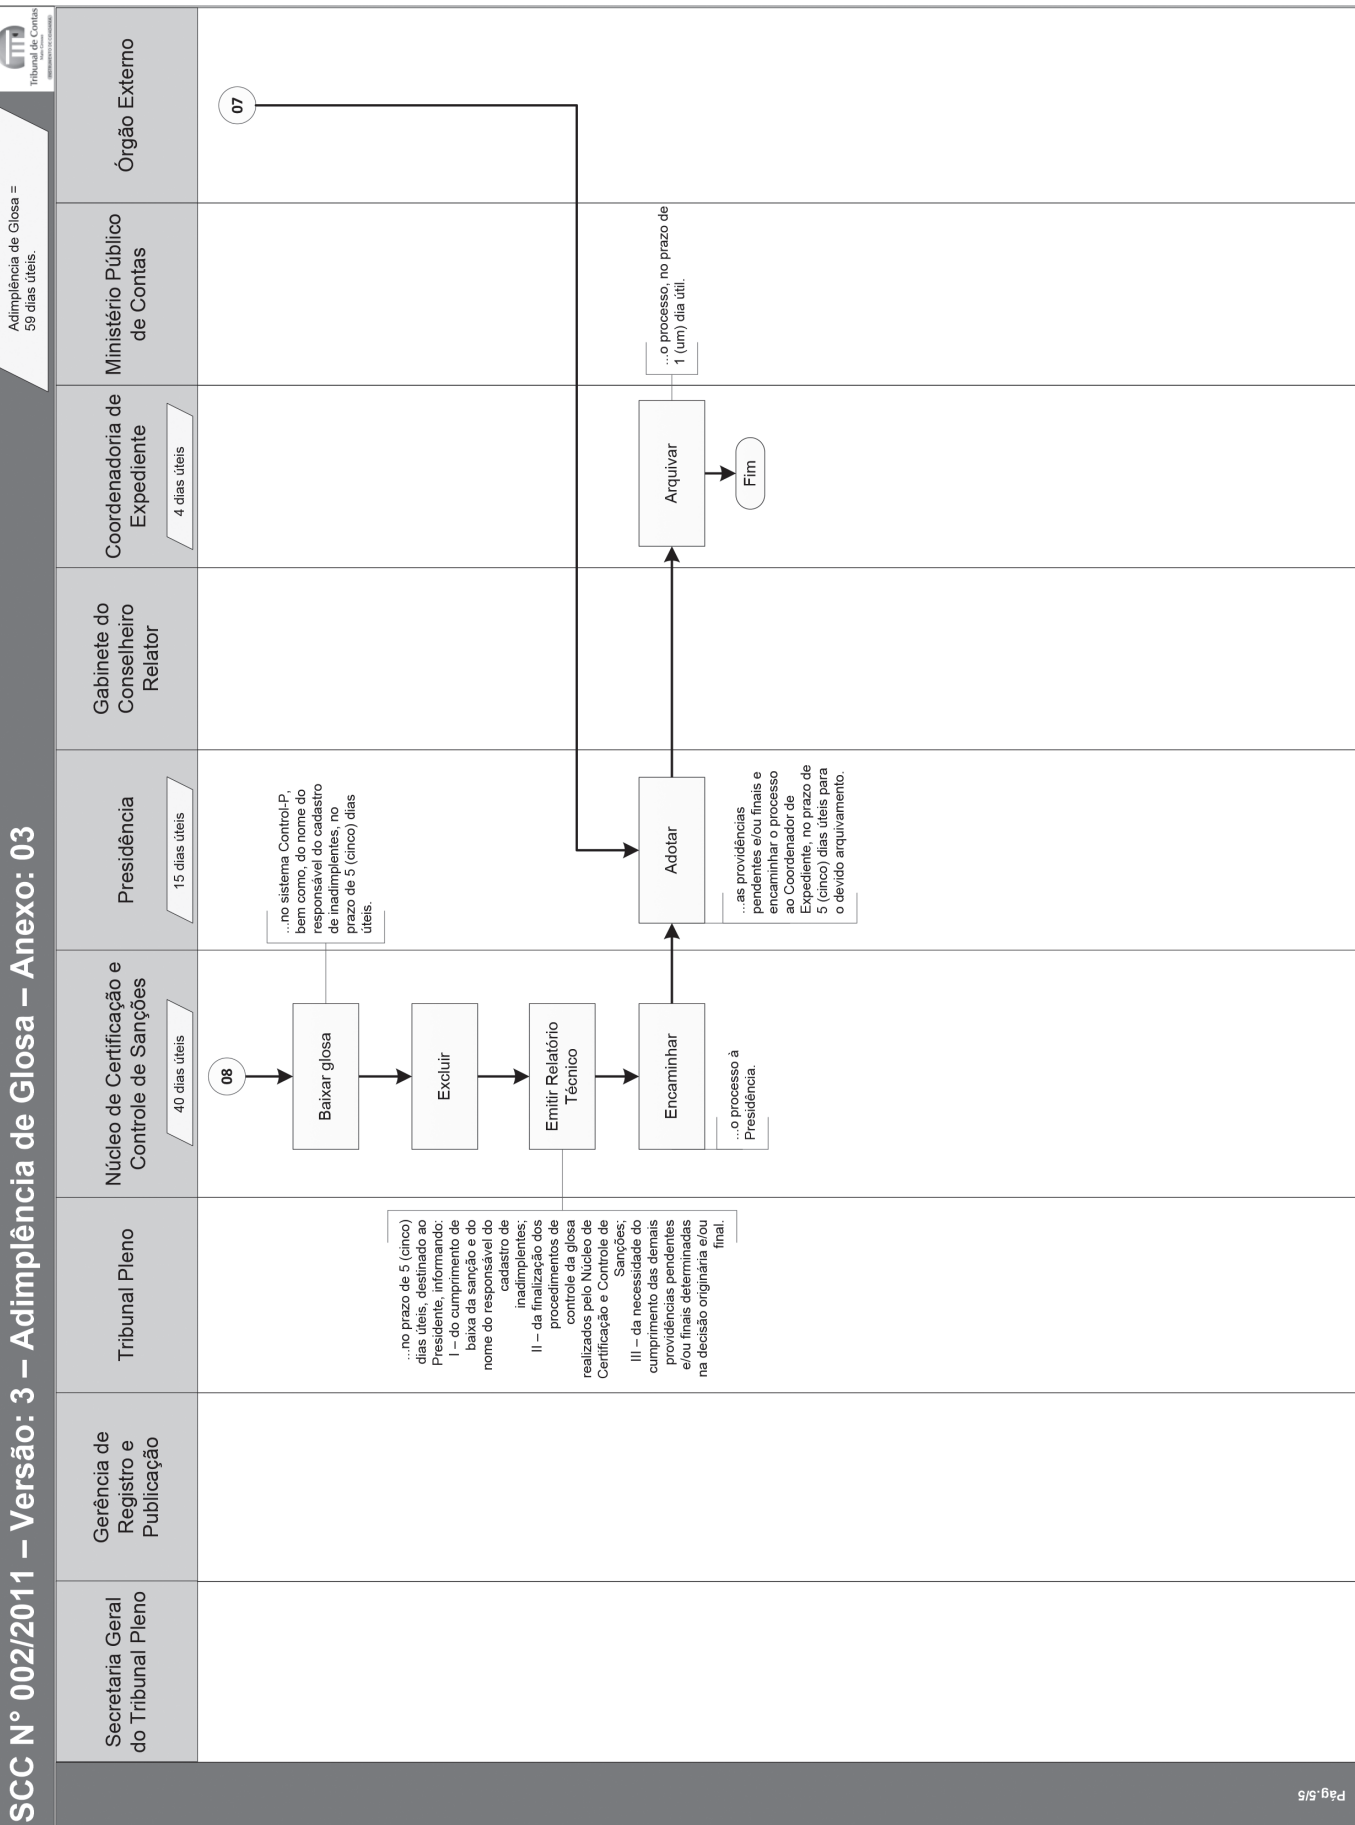 SCC N° 002/2011 – Versão: 3 – Adimplência de Glosa – Anexo: 03
Adimplência de Glosa =
59 dias úteis.
Tribunal de Contas
Mato Grosso
Secretaria Geral
do Tribunal Pleno
Gerência de
Registro e
Publicação
Tribunal Pleno
Núcleo de Certificação e
Controle de Sanções
40 dias úteis
Presidência
15 dias úteis
Gabinete do
Conselheiro
Relator
Coordenadoria de
Expediente
4 dias úteis
Ministério Público
de Contas
Órgão Externo
08
07
Baixar glosa
...no sistema Control-P,
bem como, do nome do
responsável do cadastro
de inadimplentes, no
prazo de 5 (cinco) dias
úteis.
Excluir
Emitir Relatório
Técnico
...no prazo de 5 (cinco)
dias úteis, destinado ao
Presidente, informando:
I – do cumprimento de
baixa da sanção e do
nome do responsável do
cadastro de
inadimplentes;
II – da finalização dos
procedimentos de
controle da glosa
realizados pelo Núcleo de
Certificação e Controle de
Sanções;
III – da necessidade do
cumprimento das demais
providências pendentes
e/ou finais determinadas
na decisão originária e/ou
final.
Encaminhar
...o processo à
Presidência.
Adotar
...as providências
pendentes e/ou finais e
encaminhar o processo
ao Coordenador de
Expediente, no prazo de
5 (cinco) dias úteis para
o devido arquivamento.
Arquivar
...o processo, no prazo de
1 (um) dia útil.
Fim
Pág.5/5